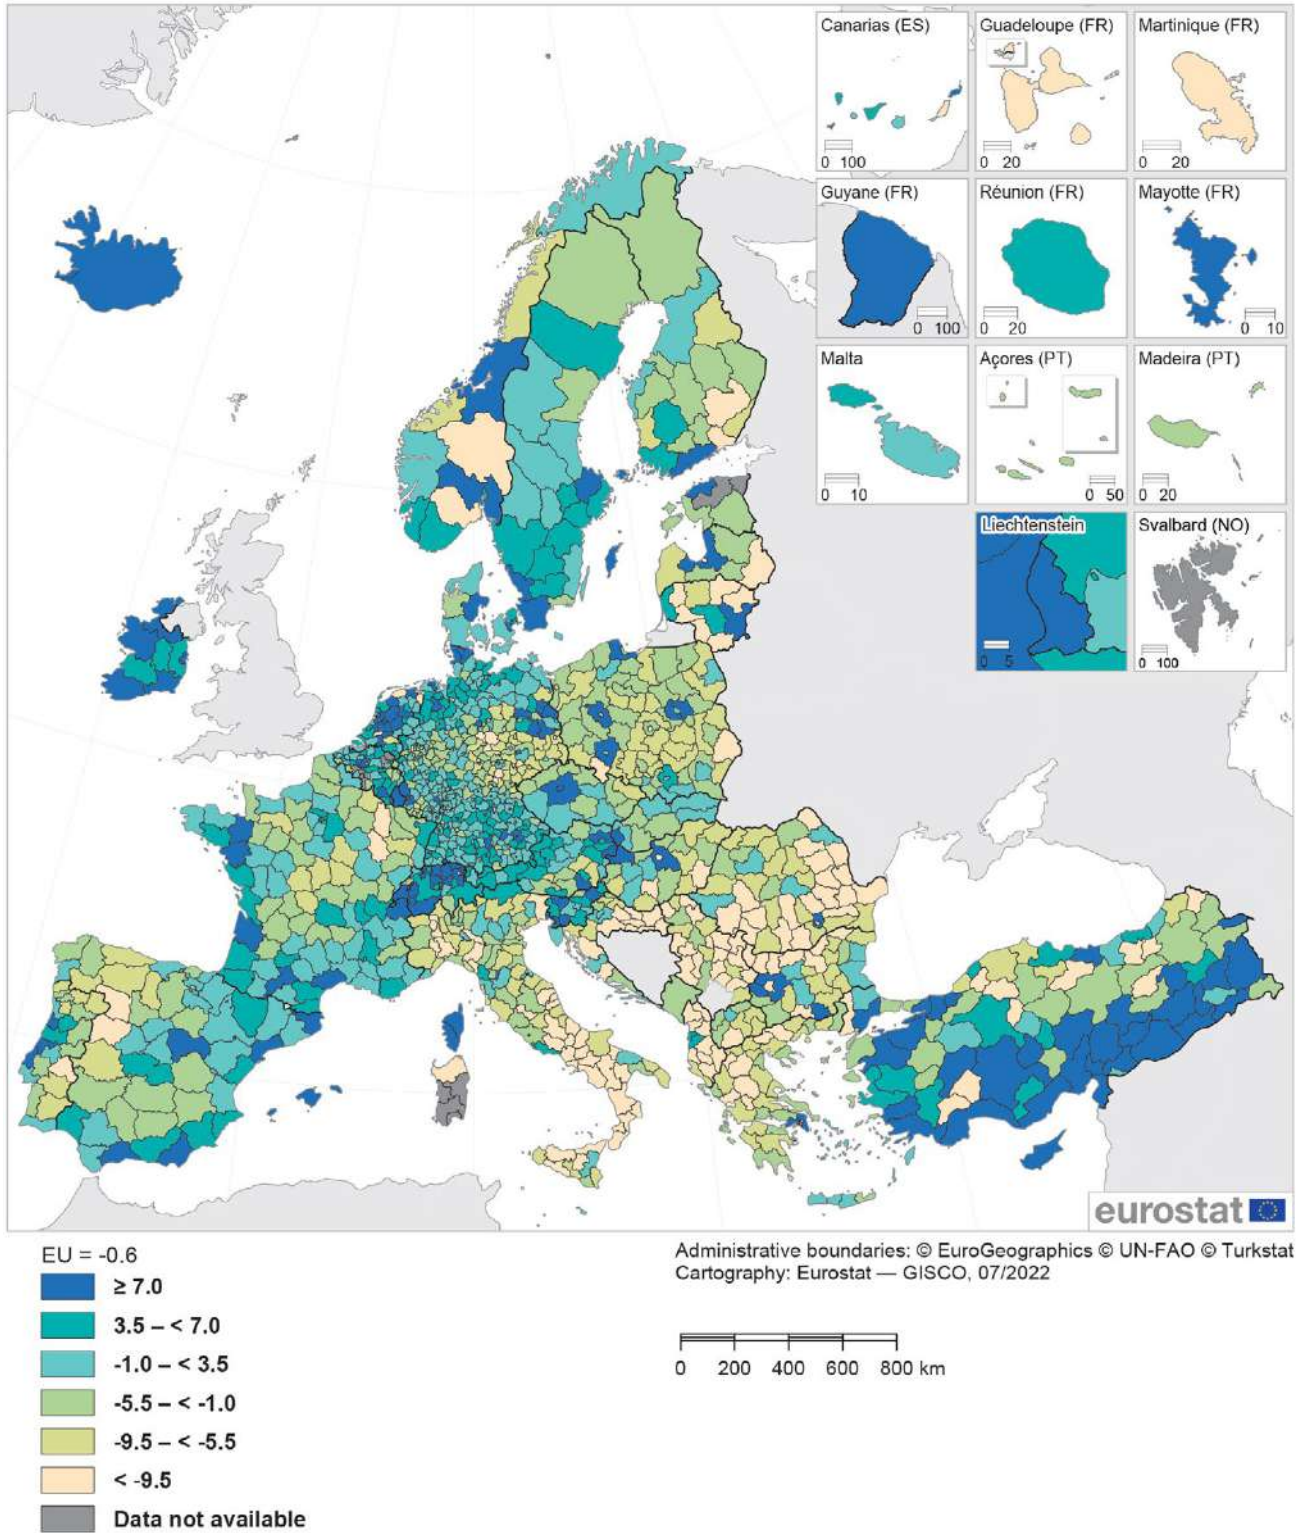 Canarias (ES)
0 100
Guadeloupe (FR)
0 20
Martinique (FR)
0 20
Guyane (FR)
0 100
Réunion (FR)
0 20
Mayotte (FR)
0 10
Malta
0 10
Açores (PT)
0 50
Madeira (PT)
0 20
Liechtenstein
0 5
Svalbard (NO)
0 100
eurostat
EU = -0.6
≥ 7.0
3.5 – < 7.0
-1.0 – < 3.5
-5.5 – < -1.0
-9.5 – < -5.5
< -9.5
Data not available
Administrative boundaries: © EuroGeographics © UN-FAO © Turkstat
Cartography: Eurostat — GISCO, 07/2022
0 200 400 600 800 km